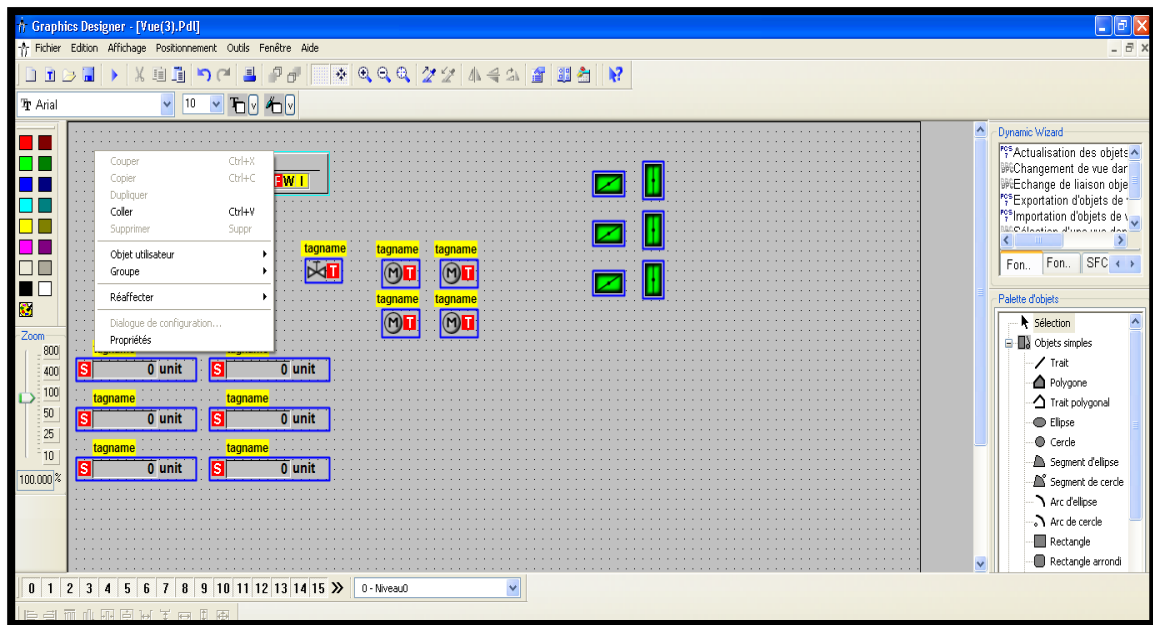 Graphics Designer - [Vue(3).Pdl]
Fichier Edition Affichage Positionnement Outils Fenêtre Aide
Arial 10
Dynamic Wizard
Actualisation des objets
Changement de vue dan
Echange de liaison obje
Exportation d'objets de
Importation d'objets de v
Fon.. Fon.. SFC
Couper Ctrl+X
Copier Ctrl+C
Dupliquer
Coller Ctrl+V
Supprimer Suppr
Objet utilisateur
Groupe
Réaffecter
Dialogue de configuration...
Propriétés
W I
tagname tagname tagname
T M T M T
tagname tagname
M T M T
S 0 unit S 0 unit
tagname tagname
S 0 unit S 0 unit
tagname tagname
S 0 unit S 0 unit
Zoom
800
400
100
50
25
10
100.000 %
Palette d'objets
Sélection
Objets simples
Trait
Polygone
Trait polygonal
Ellipse
Cercle
Segment d'ellipse
Segment de cercle
Arc d'ellipse
Arc de cercle
Rectangle
Rectangle arrondi
0 1 2 3 4 5 6 7 8 9 10 11 12 13 14 15 0 - Niveau0